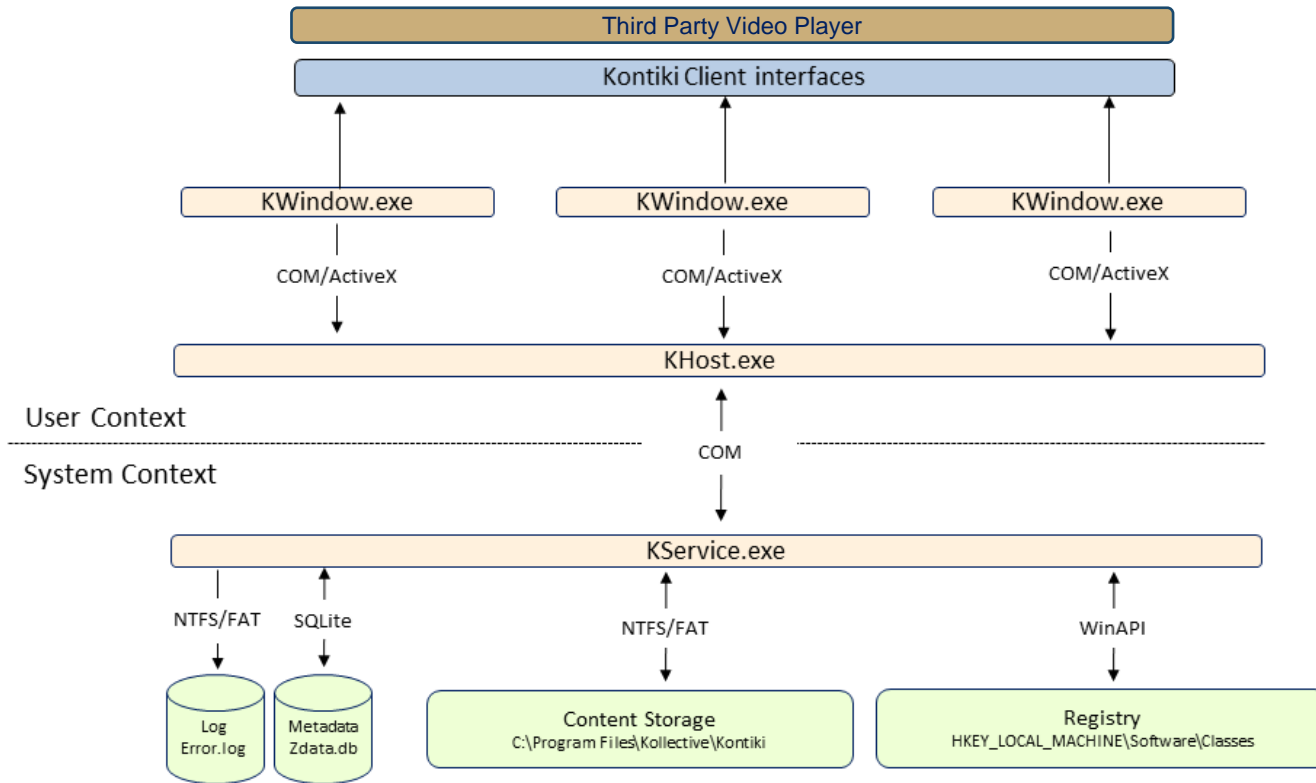 Third Party Video Player
Kontiki Client interfaces
KWindow.exe
KWindow.exe
KWindow.exe
COM/ActiveX
COM/ActiveX
COM/ActiveX
KHost.exe
User Context
COM
System Context
KService.exe
NTFS/FAT
SQLite
NTFS/FAT
WinAPI
Log
Error.log
Metadata
Zdata.db
Content Storage
C:\Program Files\Kollective\Kontiki
Registry
HKEY_LOCAL_MACHINE\Software\Classes